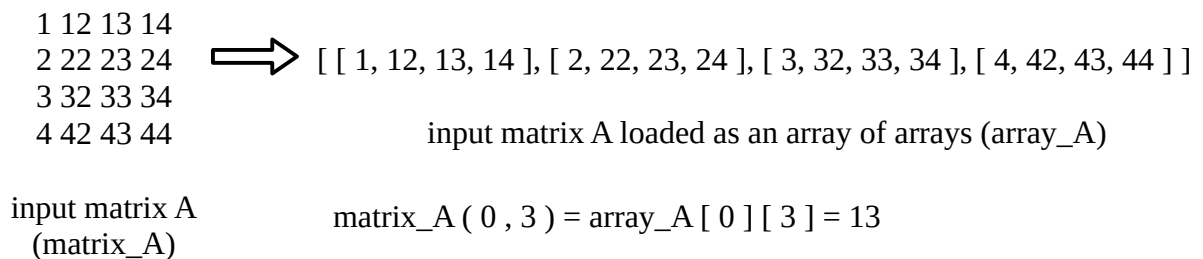 1 12 13 14
2 22 23 24
3 32 33 34
4 42 43 44
[ [ 1, 12, 13, 14 ], [ 2, 22, 23, 24 ], [ 3, 32, 33, 34 ], [ 4, 42, 43, 44 ] ]
input matrix A loaded as an array of arrays (array_A)
input matrix A
(matrix_A)
matrix_A ( 0 , 3 ) = array_A [ 0 ] [ 3 ] = 13